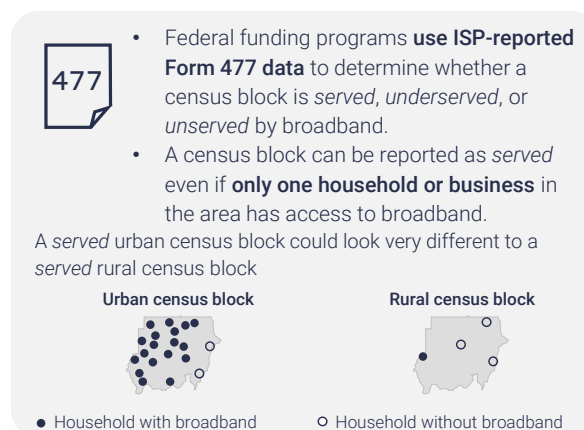 477
• Federal funding programs use ISP-reported
Form 477 data to determine whether a
census block is served, underserved, or
unserved by broadband.
• A census block can be reported as served
even if only one household or business in
the area has access to broadband.
A served urban census block could look very different to a
served rural census block
Urban census block
Rural census block
Household with broadband
Household without broadband